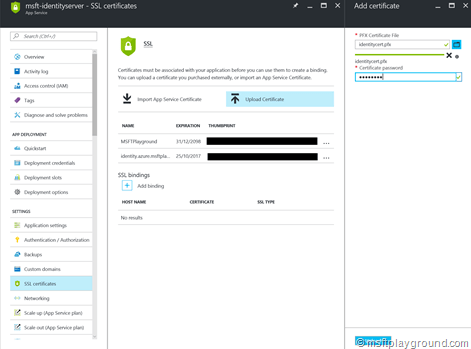 msft-identityserver - SSL certificates
App Service
Search (Ctrl+/)
Overview
Activity log
Access control (IAM)
Tags
Diagnose and solve problems
APP DEPLOYMENT
Quickstart
Deployment credentials
Deployment slots
Deployment options
SETTINGS
Application settings
Authentication / Authorization
Backups
Custom domains
SSL certificates
Networking
Scale up (App Service plan)
Scale out (App Service plan)
SSL
Certificates must be associated with your application before you can use them to create a binding.
You can upload a certificate you purchased externally, or import an App Service Certificate.
Import App Service Certificate
Upload Certificate
NAME EXPIRATION THUMBPRINT
MSFTPlayground 31/12/2098 ...
identity.azure.msftpla... 25/10/2017 ...
SSL bindings
Add binding
HOST NAME CERTIFICATE SSL TYPE
No results
Add certificate
* PFX Certificate File
identitycert.pfx
identitycert.pfx
* Certificate password
© msftplayground.com